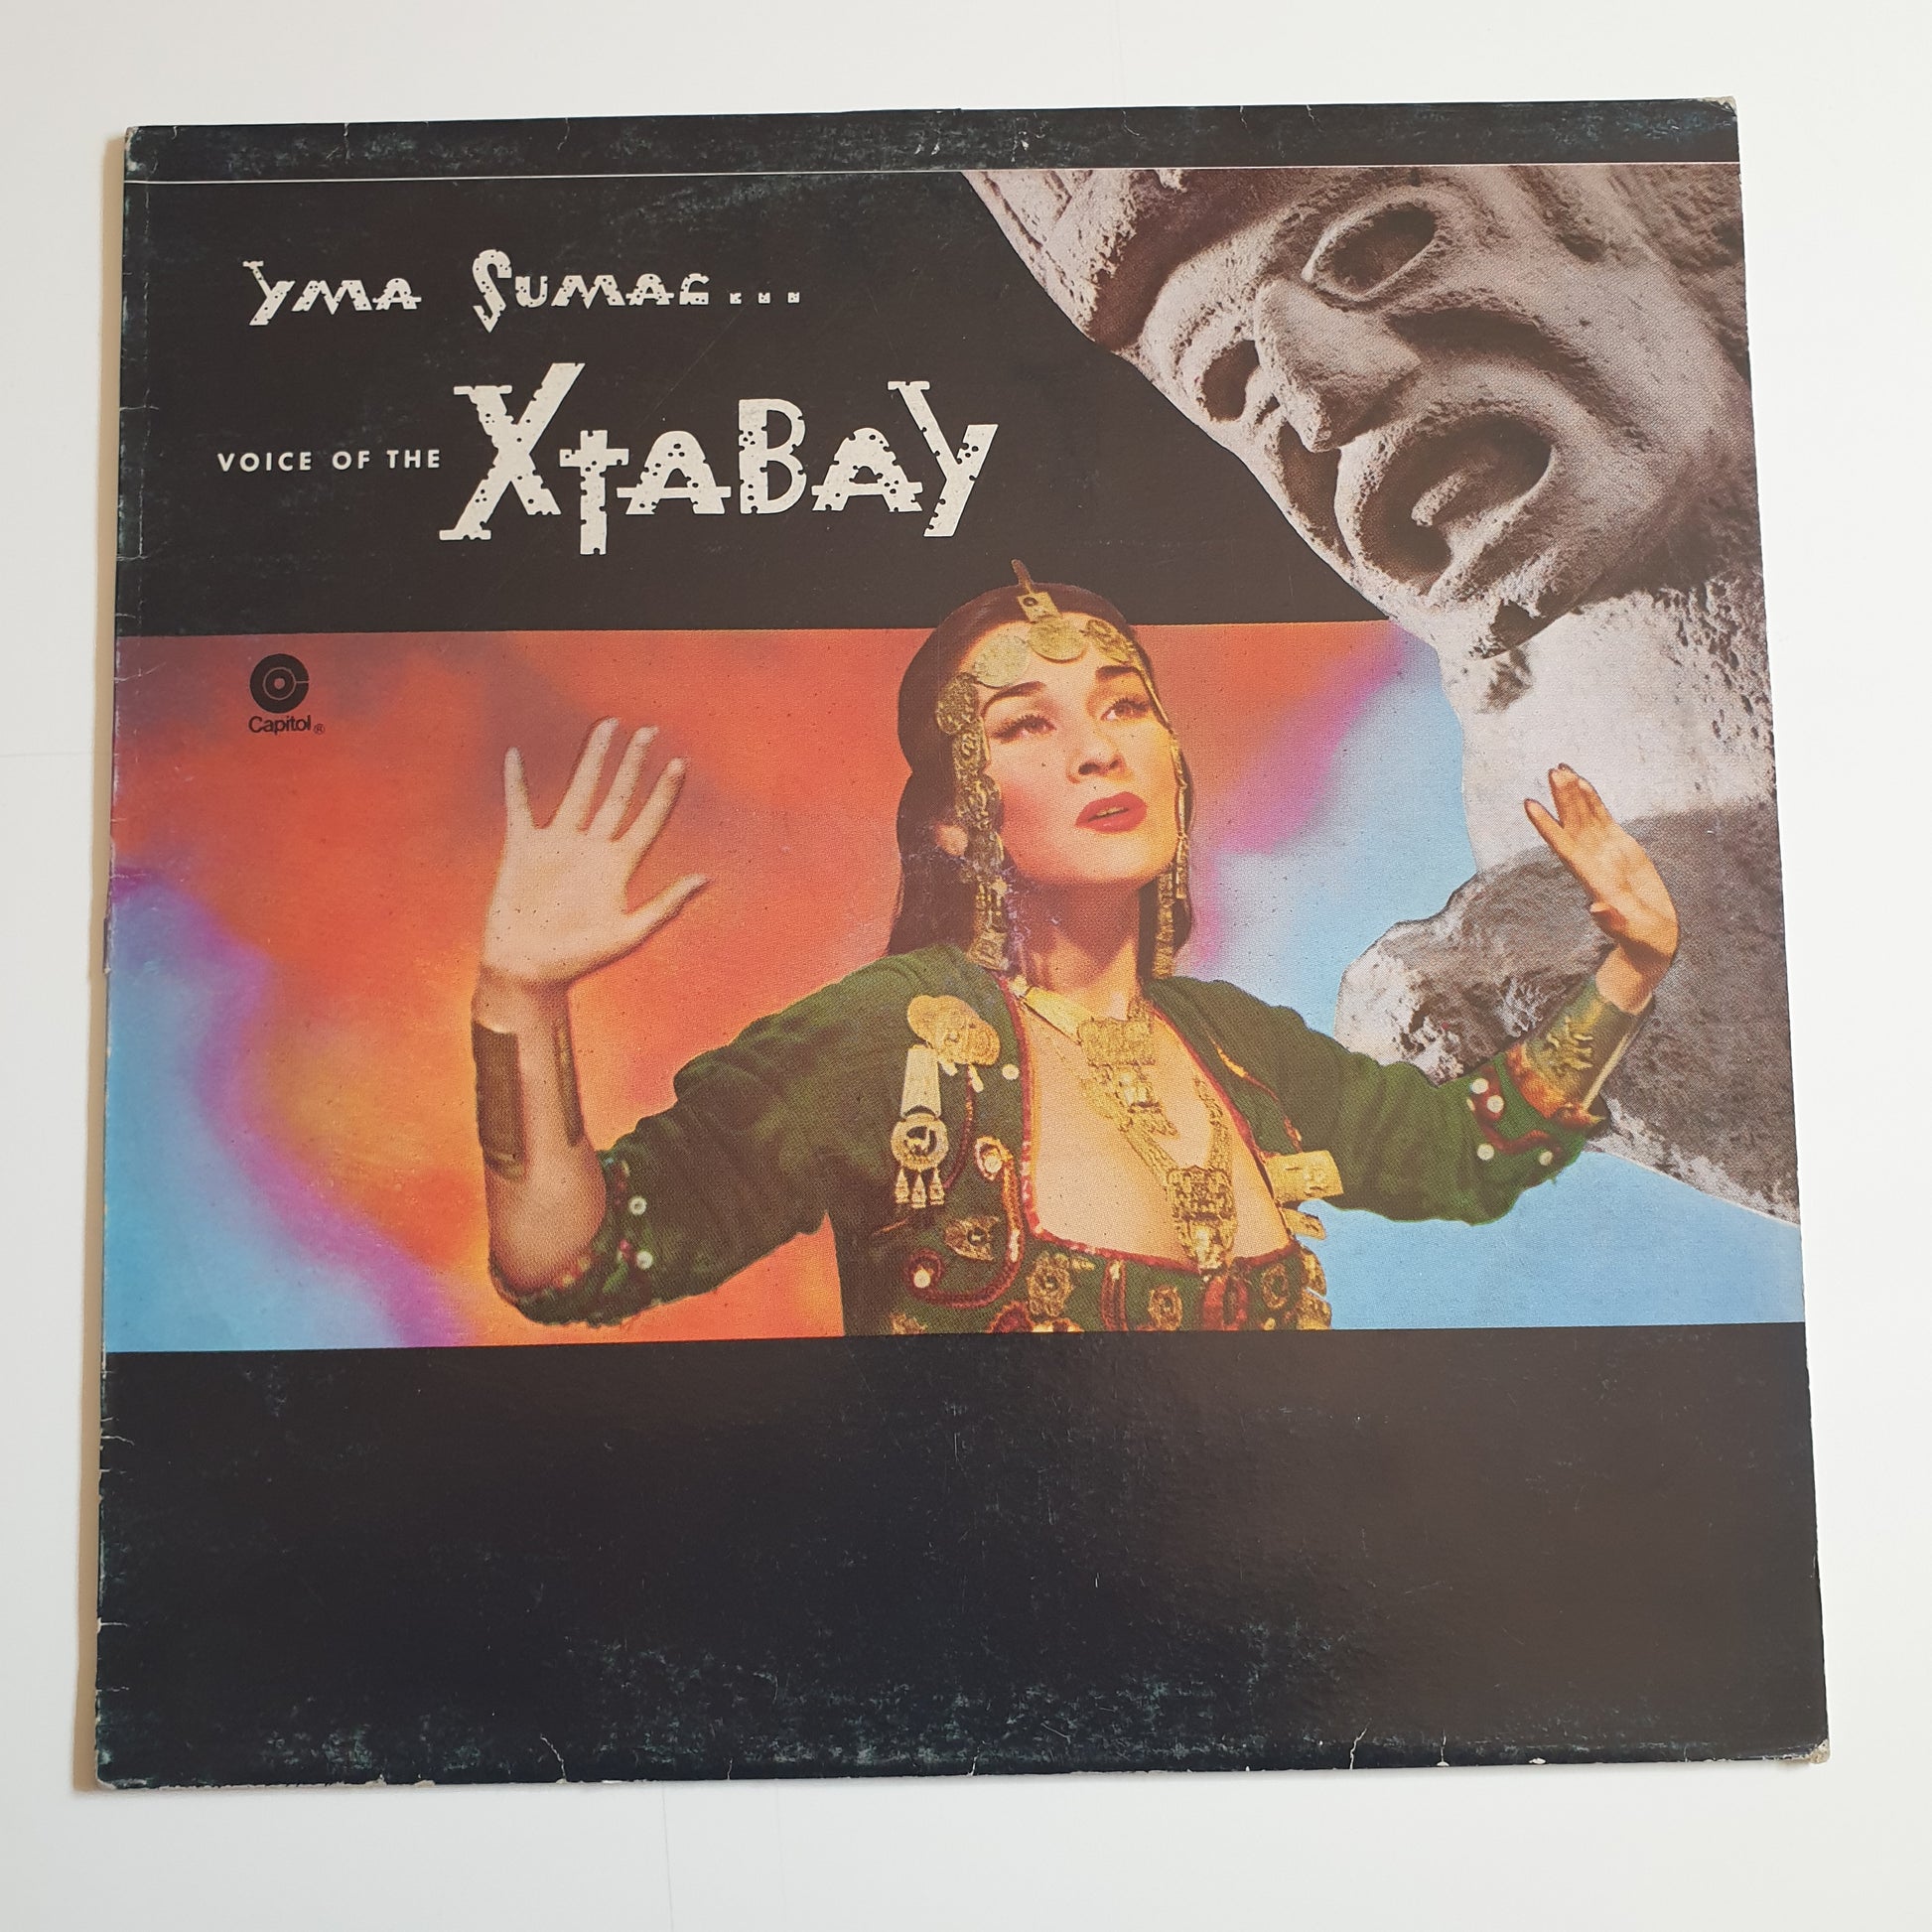 Yma Sumac...
VOICE OF THE XtaBay
Capitol®